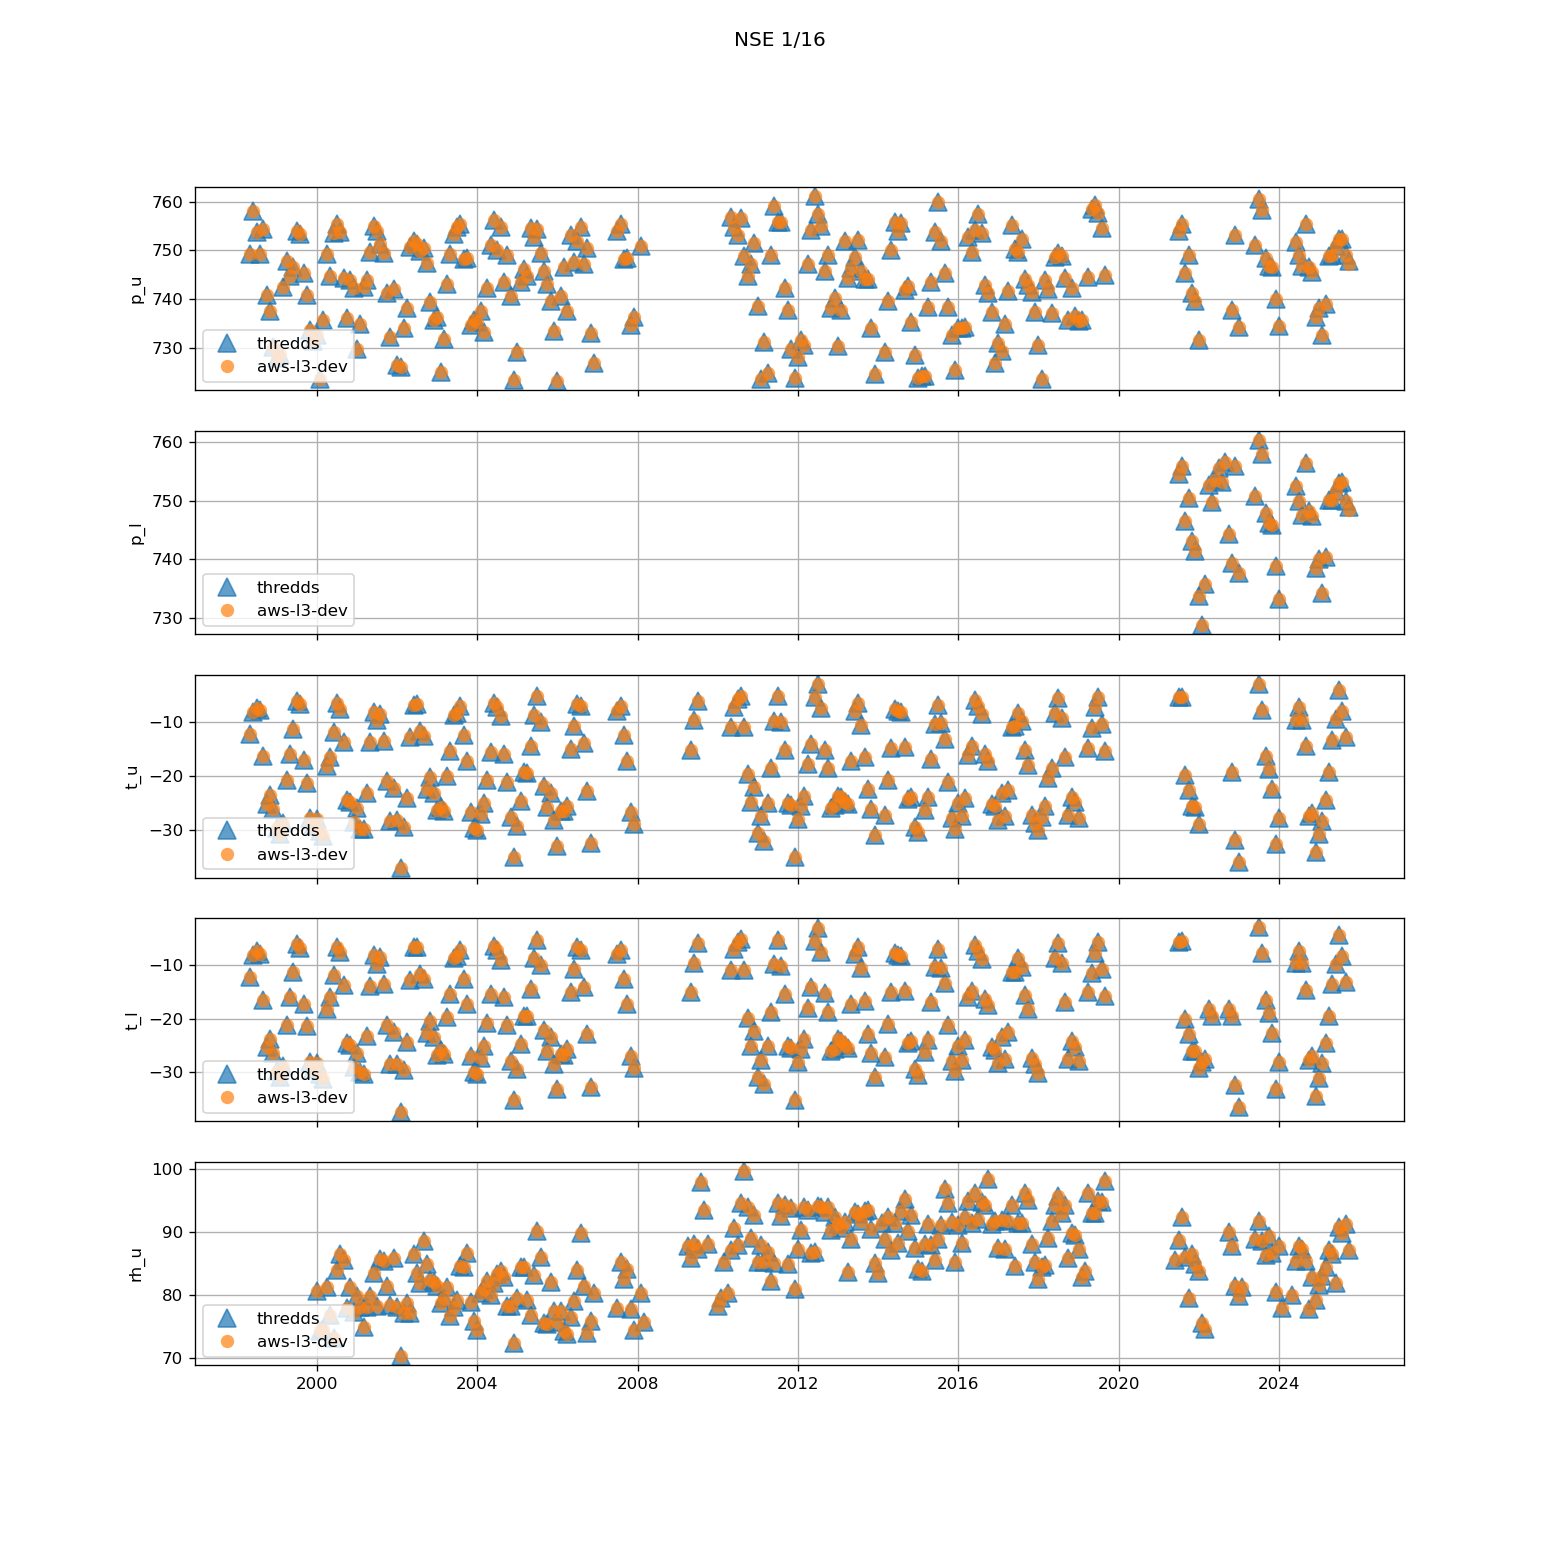 NSE 1/16
760
750
740
730
p_u
thredds
aws-l3-dev
760
750
740
730
p_l
thredds
aws-l3-dev
−10
−20
−30
t_u
thredds
aws-l3-dev
−10
−20
−30
t_l
thredds
aws-l3-dev
100
90
80
70
rh_u
thredds
aws-l3-dev
2000 2004 2008 2012 2016 2020 2024